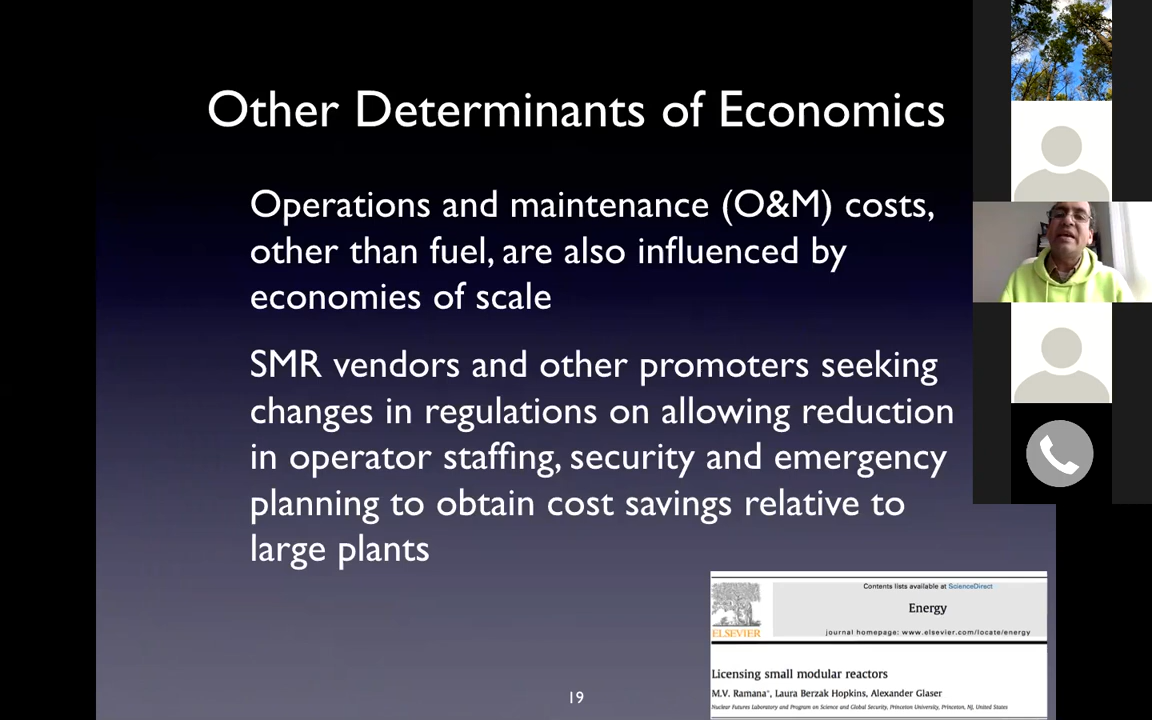 Other Determinants of Economics
Operations and maintenance (O&M) costs,
other than fuel, are also influenced by
economies of scale
SMR vendors and other promoters seeking
changes in regulations on allowing reduction
in operator staffing, security and emergency
planning to obtain cost savings relative to
large plants
Contents lists available at ScienceDirect
Energy
ELSEVIER
journal homepage: www.elsevier.com/locate/energy
Licensing small modular reactors
M.V. Ramana*, Laura Berzak Hopkins, Alexander Glaser
Nuclear Futures Laboratory and Program on Science and Global Security, Princeton University, Princeton, NJ, United States
19